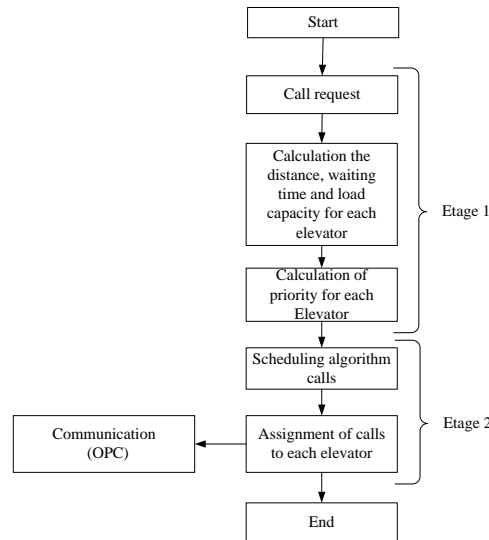 Start
Call request
Calculation the
distance, waiting
time and load
capacity for each
elevator
Etage 1
Calculation of
priority for each
Elevator
Scheduling algorithm
calls
Etage 2
Communication
(OPC)
Assignment of calls
to each elevator
End